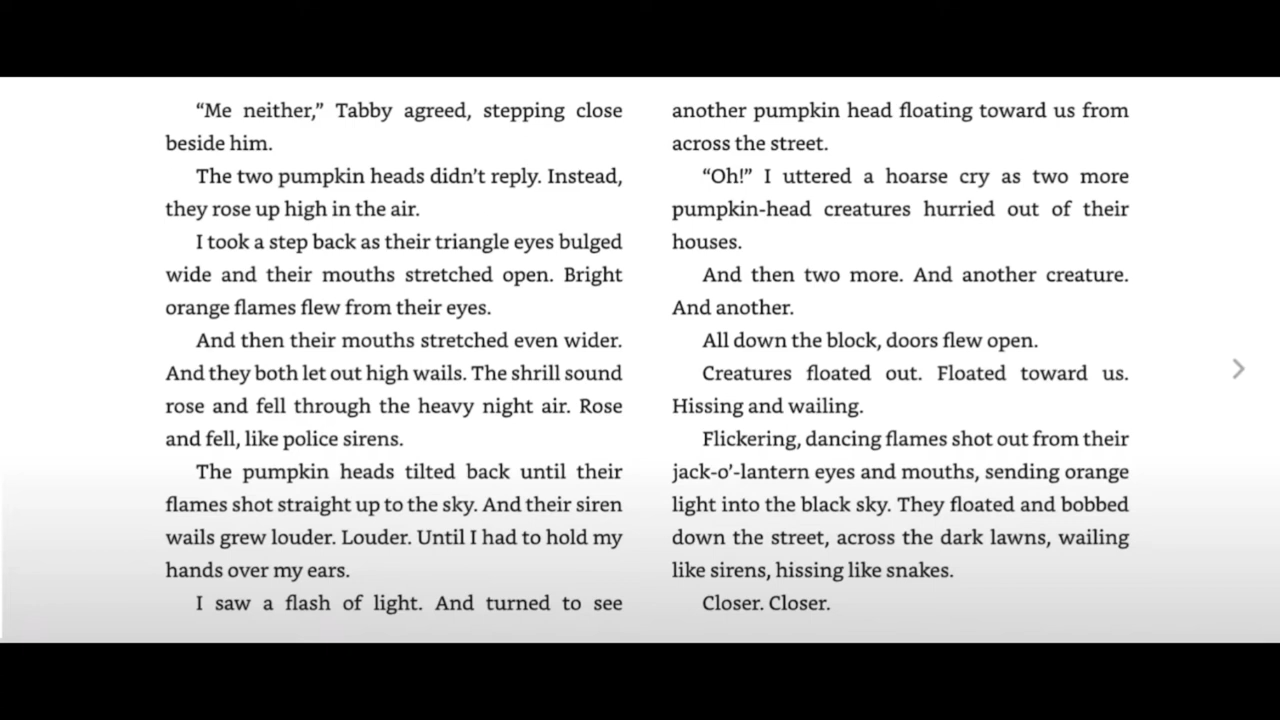 “Me neither,” Tabby agreed, stepping close
beside him.
The two pumpkin heads didn’t reply. Instead,
they rose up high in the air.
I took a step back as their triangle eyes bulged
wide and their mouths stretched open. Bright
orange flames flew from their eyes.
And then their mouths stretched even wider.
And they both let out high wails. The shrill sound
rose and fell through the heavy night air. Rose
and fell, like police sirens.
The pumpkin heads tilted back until their
flames shot straight up to the sky. And their siren
wails grew louder. Louder. Until I had to hold my
hands over my ears.
I saw a flash of light. And turned to see
another pumpkin head floating toward us from
across the street.
“Oh!” I uttered a hoarse cry as two more
pumpkin-head creatures hurried out of their
houses.
And then two more. And another creature.
And another.
All down the block, doors flew open.
Creatures floated out. Floated toward us.
Hissing and wailing.
Flickering, dancing flames shot out from their
jack-o’-lantern eyes and mouths, sending orange
light into the black sky. They floated and bobbed
down the street, across the dark lawns, wailing
like sirens, hissing like snakes.
Closer. Closer.